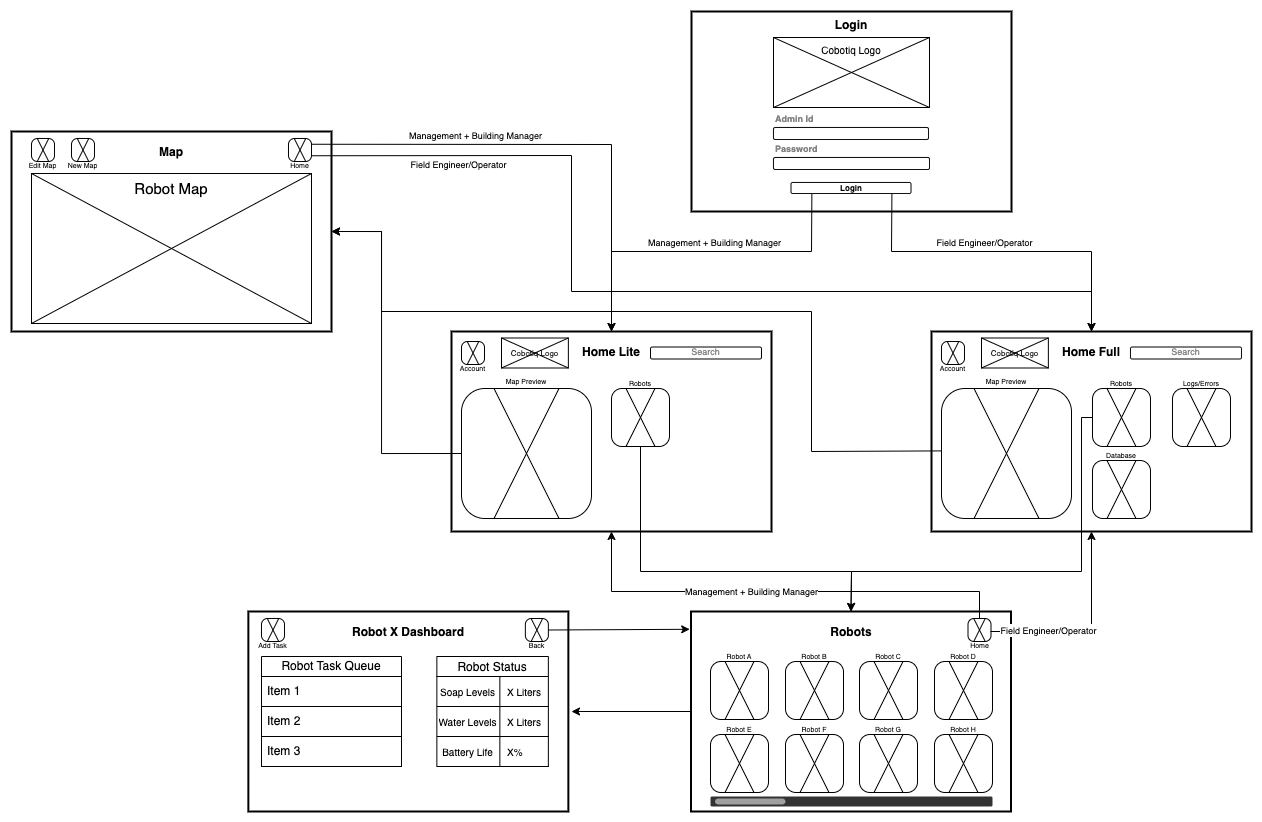 Login
Cobotiq Logo
Admin Id
Password
Login
Management + Building Manager
Field Engineer/Operator
Map
Edit Map
New Map
Home
Robot Map
Management + Building Manager
Field Engineer/Operator
Home Lite
Account
Cobotiq Logo
Search
Map Preview
Robots
Home Full
Account
Cobotiq Logo
Search
Map Preview
Robots
Logs/Errors
Database
Management + Building Manager
Field Engineer/Operator
Robot X Dashboard
Add Task
Back
Robot Task Queue
Item 1
Item 2
Item 3
Robot Status
Soap Levels X Liters
Water Levels X Liters
Battery Life X%
Robots
Home
Robot A Robot B Robot C Robot D
Robot E Robot F Robot G Robot H